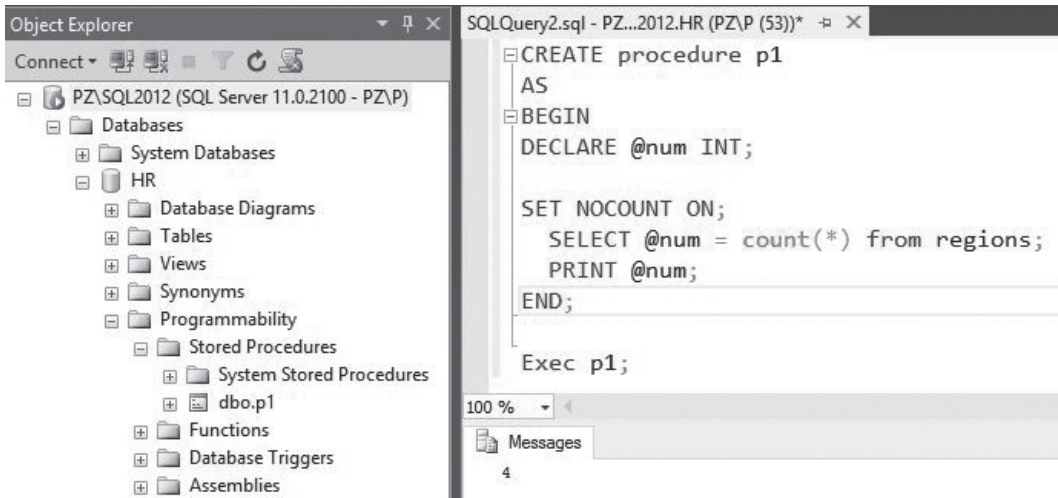 Object Explorer
Connect
PZ\SQL2012 (SQL Server 11.0.2100 - PZ\P)
Databases
System Databases
HR
Database Diagrams
Tables
Views
Synonyms
Programmability
Stored Procedures
System Stored Procedures
dbo.p1
Functions
Database Triggers
Assemblies
SQLQuery2.sql - PZ...2012.HR (PZ\P (53))*
CREATE procedure p1
AS
BEGIN
DECLARE @num INT;
SET NOCOUNT ON;
SELECT @num = count(*) from regions;
PRINT @num;
END;
Exec p1;
100 %
Messages
4